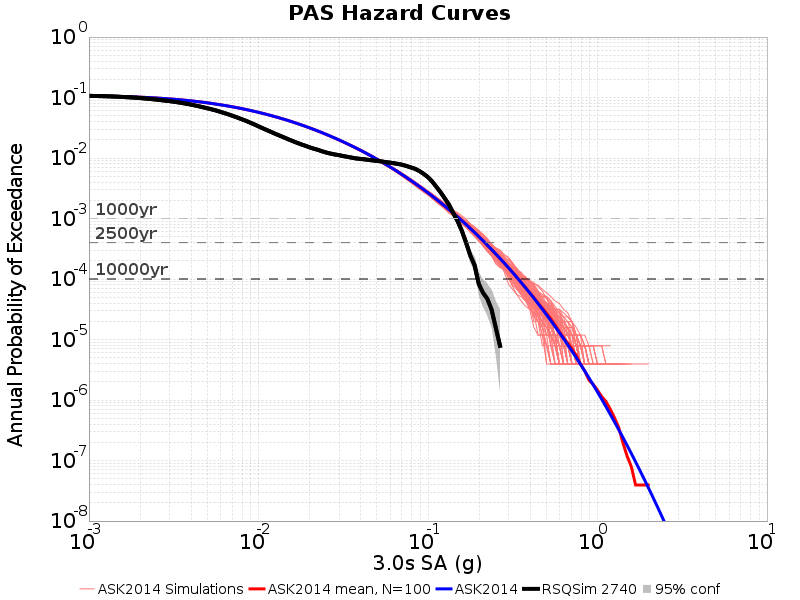 PAS Hazard Curves
Annual Probability of Exceedance
10^0
10^-1
10^-2
10^-3
10^-4
10^-5
10^-6
10^-7
10^-8
1000yr
2500yr
10000yr
10^-3 10^-2 10^-1 10^0 10^1
3.0s SA (g)
ASK2014 Simulations ASK2014 mean, N=100 ASK2014 RSQSim 2740 95% conf